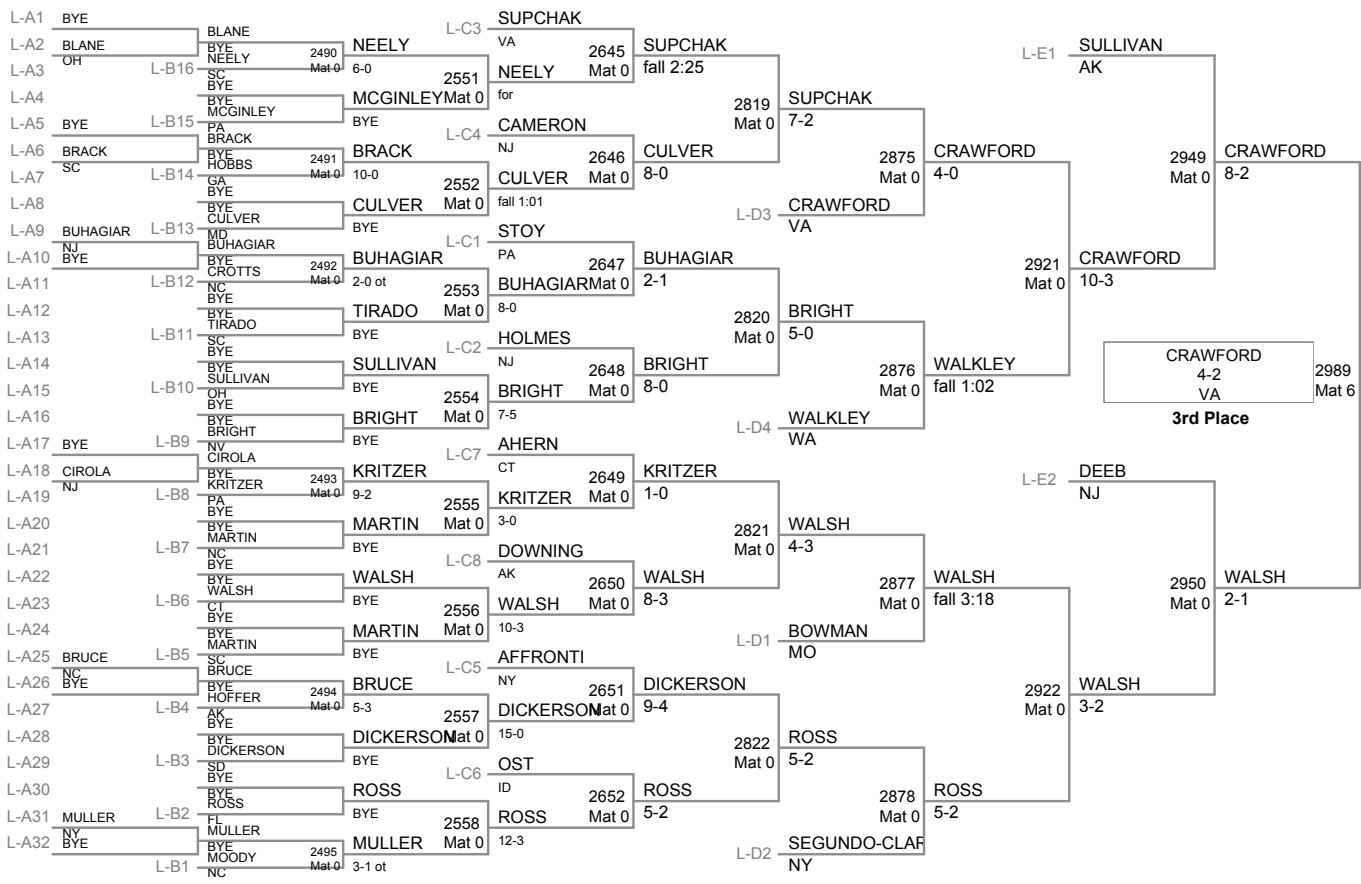 L-A1 BYE
L-A2 BLANE
OH
L-A3
L-A4
L-A5 BYE
L-A6 BRACK
SC
L-A7
L-A8
L-A9 BUHAGIAR
NJ
L-A10 BYE
L-A11
L-A12
L-A13
L-A14
L-A15
L-A16
L-A17 BYE
L-A18 CIROLA
NJ
L-A19
L-A20
L-A21
L-A22
L-A23
L-A24
L-A25 BRUCE
NC
L-A26 BYE
L-A27
L-A28
L-A29
L-A30
L-A31 MULLER
NY
L-A32 BYE
BLANE
BYE
L-B16 NEELY
SC
BYE
BYE
L-B15 MCGINLEY
PA
BRACK
BYE
L-B14 HOBBS
GA
BYE
BYE
L-B13 CULVER
MD
BUHAGIAR
BYE
L-B12 CROTTS
NC
BYE
BYE
L-B11 TIRADO
SC
BYE
BYE
L-B10 SULLIVAN
OH
BYE
BYE
L-B9 BRIGHT
NV
CIROLA
BYE
L-B8 KRITZER
PA
BYE
BYE
L-B7 MARTIN
NC
BYE
BYE
L-B6 WALSH
CT
BYE
BYE
L-B5 MARTIN
SC
BRUCE
BYE
L-B4 HOFFER
AK
BYE
BYE
L-B3 DICKERSON
SD
BYE
BYE
L-B2 ROSS
FL
MULLER
BYE
L-B1 MOODY
NC
2490
Mat 0
NEELY
6-0
MCGINLEY
BYE
2491
Mat 0
BRACK
10-0
CULVER
BYE
2492
Mat 0
BUHAGIAR
2-0 ot
TIRADO
BYE
SULLIVAN
BYE
BRIGHT
BYE
2493
Mat 0
KRITZER
9-2
MARTIN
BYE
WALSH
BYE
MARTIN
BYE
2494
Mat 0
BRUCE
5-3
DICKERSON
BYE
ROSS
BYE
2495
Mat 0
MULLER
3-1 ot
L-C3 SUPCHAK
VA
2551
Mat 0
NEELY
for
L-C4 CAMERON
NJ
2552
Mat 0
CULVER
fall 1:01
L-C1 STOY
PA
2553
Mat 0
BUHAGIAR
8-0
L-C2 HOLMES
NJ
2554
Mat 0
BRIGHT
7-5
L-C7 AHERN
CT
2555
Mat 0
KRITZER
3-0
L-C8 DOWNING
AK
2556
Mat 0
WALSH
10-3
L-C5 AFFRONTI
NY
2557
Mat 0
DICKERSON
15-0
L-C6 OST
ID
2558
Mat 0
ROSS
12-3
2645
Mat 0
SUPCHAK
fall 2:25
2646
Mat 0
CULVER
8-0
2647
Mat 0
BUHAGIAR
2-1
2648
Mat 0
BRIGHT
8-0
2649
Mat 0
KRITZER
1-0
2650
Mat 0
WALSH
8-3
2651
Mat 0
DICKERSON
9-4
2652
Mat 0
ROSS
5-2
2819
Mat 0
SUPCHAK
7-2
L-D3 CRAWFORD
VA
2820
Mat 0
BRIGHT
5-0
L-D4 WALKLEY
WA
2821
Mat 0
WALSH
4-3
L-D1 BOWMAN
MO
2822
Mat 0
ROSS
5-2
L-D2 SEGUNDO-CLAR
NY
2875
Mat 0
CRAWFORD
4-0
2876
Mat 0
WALKLEY
fall 1:02
2877
Mat 0
WALSH
fall 3:18
2878
Mat 0
ROSS
5-2
L-E1 SULLIVAN
AK
2921
Mat 0
CRAWFORD
10-3
L-E2 DEEB
NJ
2922
Mat 0
WALSH
3-2
2949
Mat 0
CRAWFORD
8-2
2950
Mat 0
WALSH
2-1
CRAWFORD
4-2
VA
2989
Mat 6
3rd Place